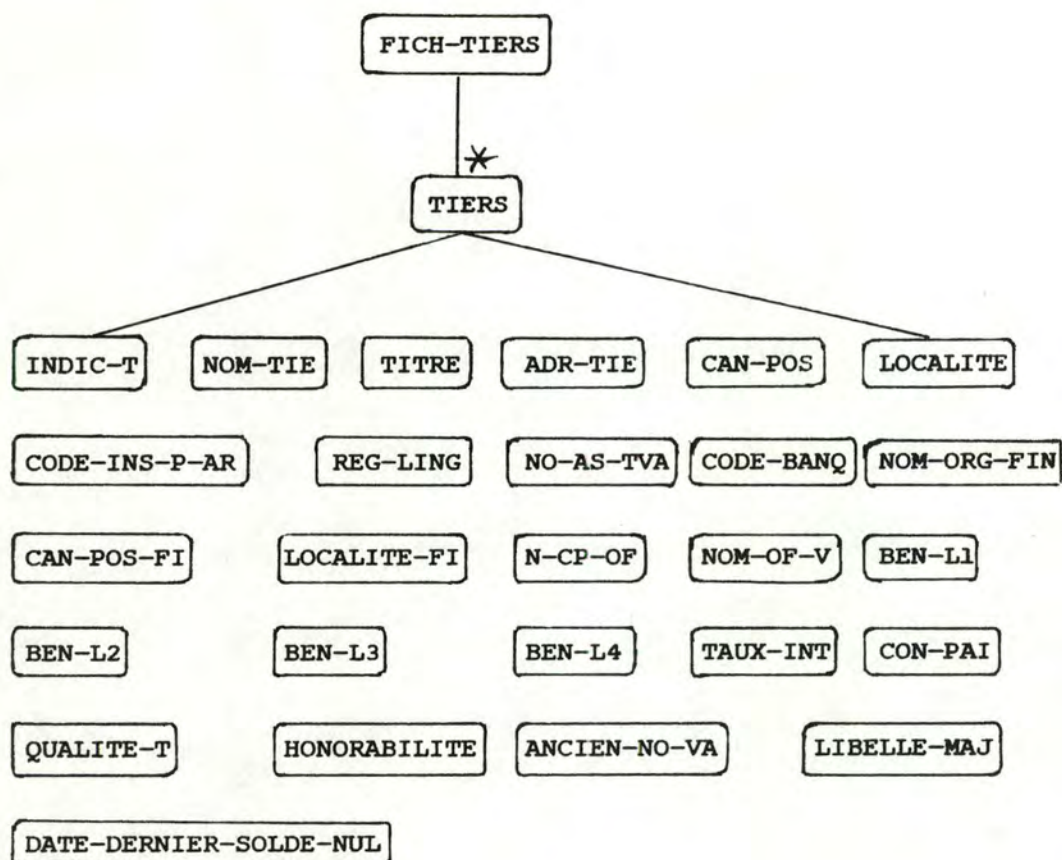 FICH-TIERS
*
TIERS
INDIC-T NOM-TIE TITRE ADR-TIE CAN-POS LOCALITE
CODE-INS-P-AR REG-LING NO-AS-TVA CODE-BANQ NOM-ORG-FIN
CAN-POS-FI LOCALITE-FI N-CP-OF NOM-OF-V BEN-L1
BEN-L2 BEN-L3 BEN-L4 TAUX-INT CON-PAI
QUALITE-T HONORABILITE ANCIEN-NO-VA LIBELLE-MAJ
DATE-DERNIER-SOLDE-NUL